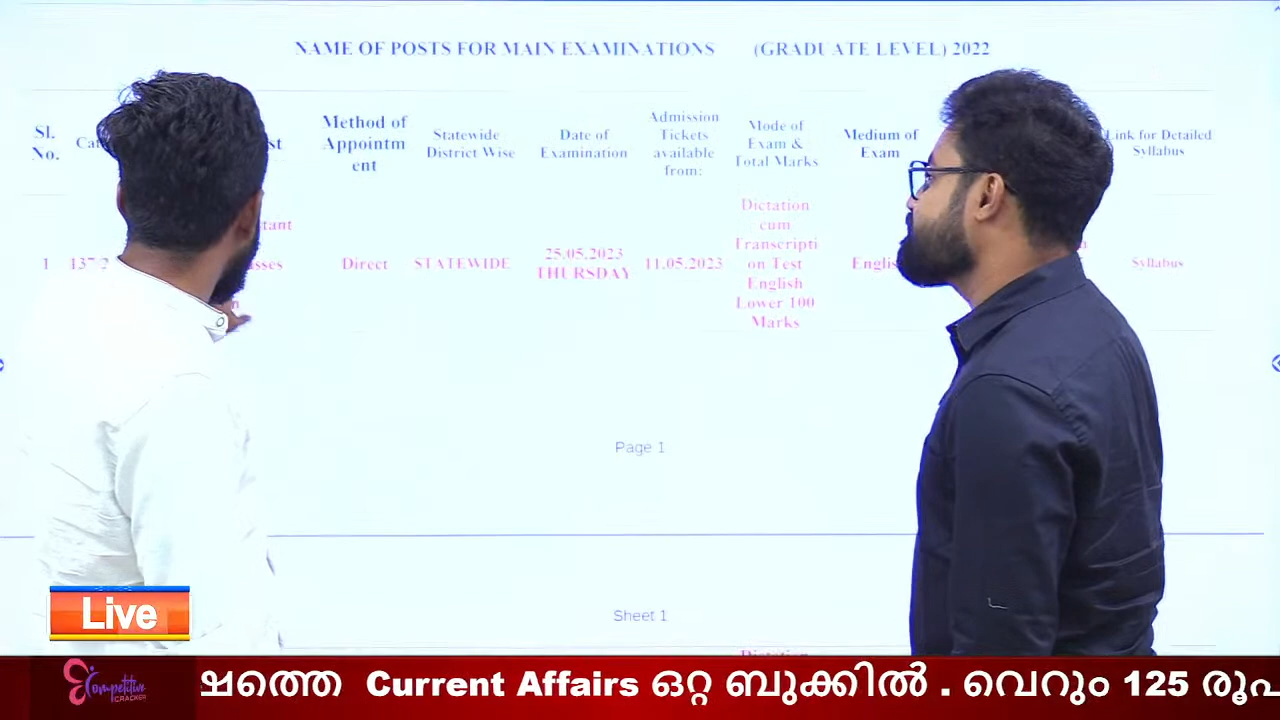 NAME OF POSTS FOR MAIN EXAMINATIONS (GRADUATE LEVEL) 2022
Sl. No.
Method of Appointm ent
Statewide District Wise
Date of Examination
Admission Tickets available from:
Mode of Exam & Total Marks
Medium of Exam
Link for Detailed Syllabus
1
Direct
STATEWIDE
25.05.2023 THURSDAY
11.05.2023
Dictation cum Transcripti on Test English Lower 100 Marks
Syllabus
Page 1
Sheet 1
Live
Competitive CRACKER
ഷത്തെ Current Affairs ഒറ്റ ബുക്കിൽ . വെറും 125 രൂപ